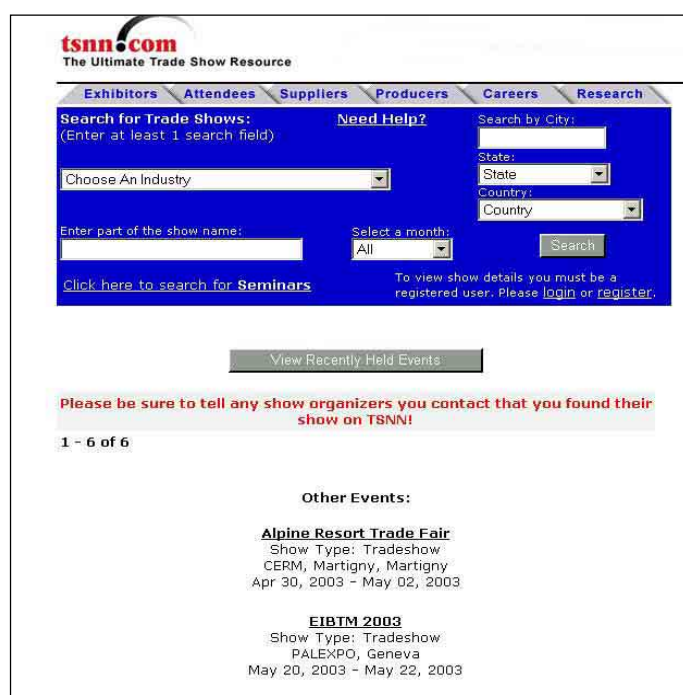 tsnn.com
The Ultimate Trade Show Resource
Exhibitors Attendees Suppliers Producers Careers Research
Search for Trade Shows: Need Help?
(Enter at least 1 search field)
Search by City:
State:
State
Choose An Industry
Country:
Country
Enter part of the show name:
Select a month:
All
Search
Click here to search for Seminars
To view show details you must be a
registered user. Please login or register.
View Recently Held Events
Please be sure to tell any show organizers you contact that you found their
show on TSNN!
1 - 6 of 6
Other Events:
Alpine Resort Trade Fair
Show Type: Tradeshow
CERM, Martigny, Martigny
Apr 30, 2003 - May 02, 2003
EIBTM 2003
Show Type: Tradeshow
PALEXPO, Geneva
May 20, 2003 - May 22, 2003